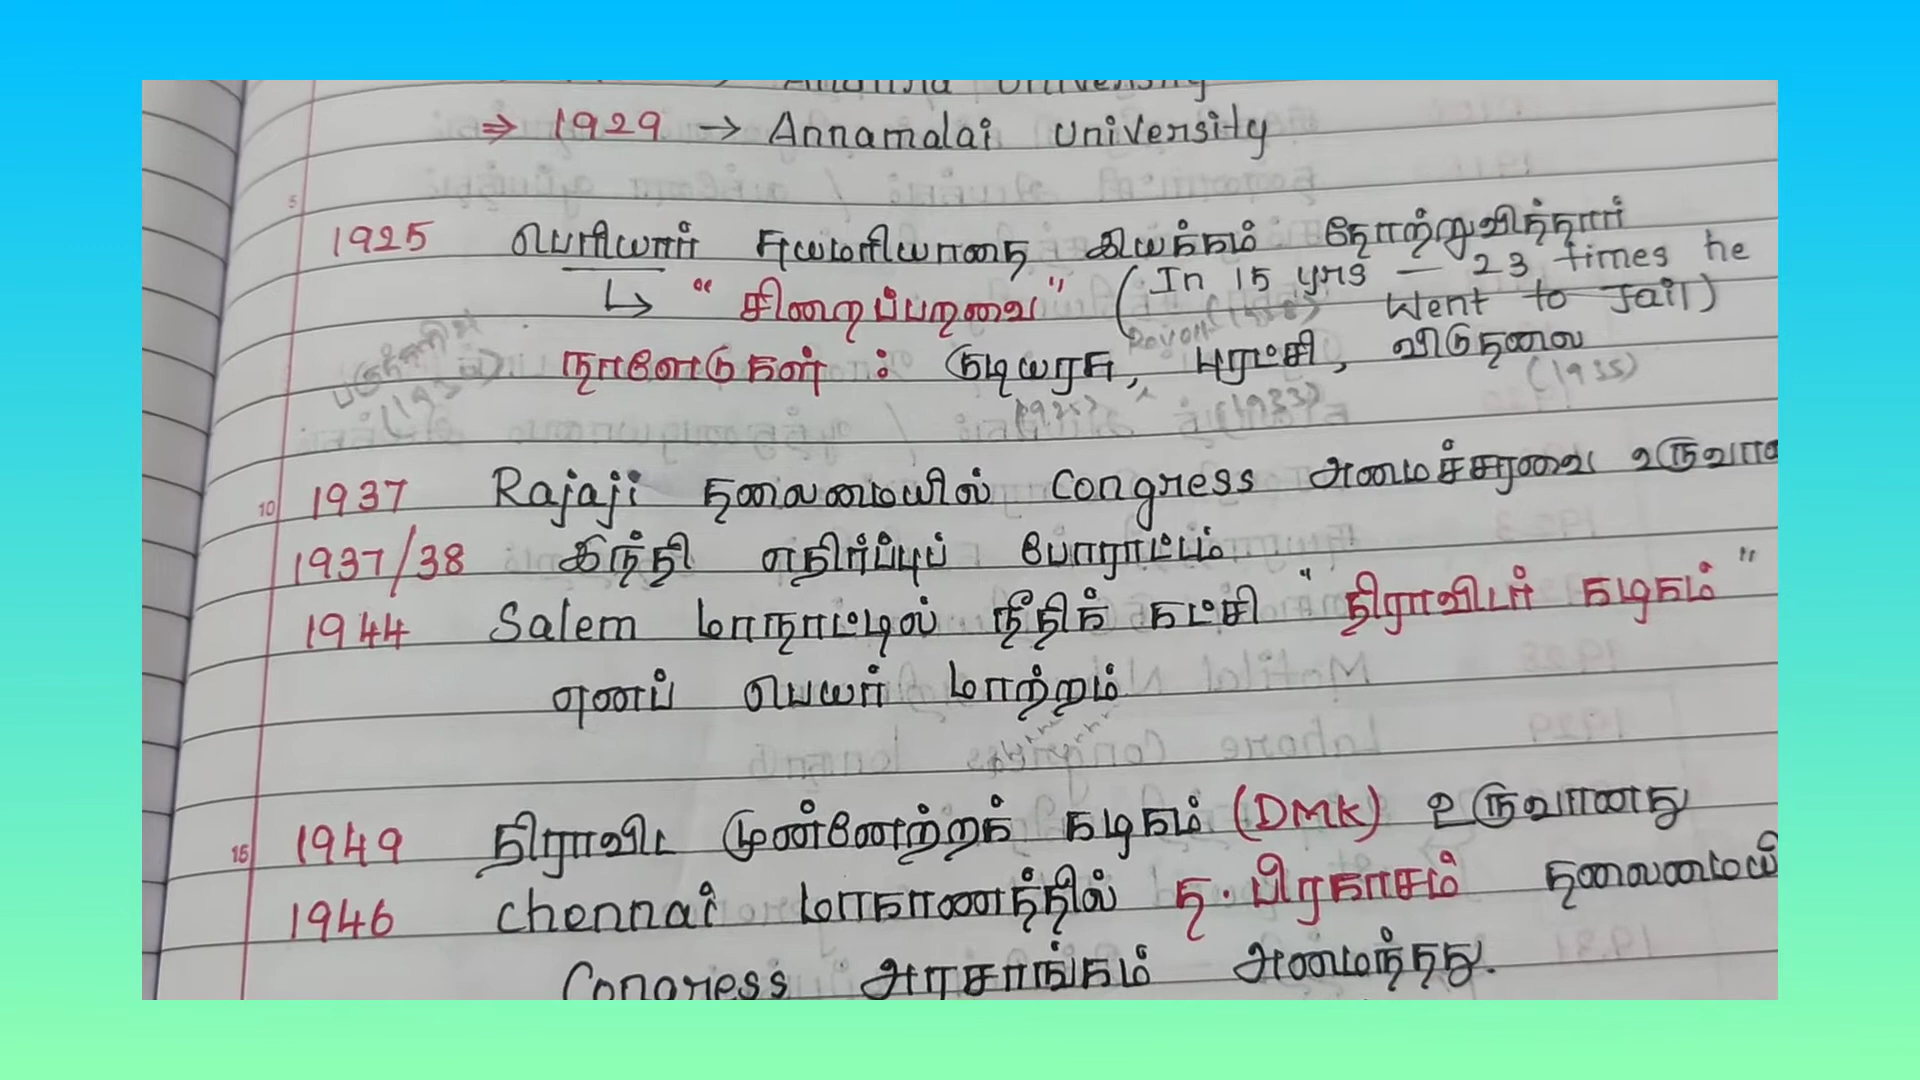 ⇒ 1929 → Annamalai University
1925 பெரியார் சுயமரியாதை இயக்கம் தோற்றுவித்தார்
↳ "சிறைப்பறவை" (In 15 yrs — 23 times he
went to Jail)
நாளேடுகள் : குடியரசு, புரட்சி, விடுதலை
(1925) (1933) (1935)
1937 Rajaji தலைமையில் Congress அமைச்சரவை உருவா
1937/38 இந்தி எதிர்ப்புப் போராட்டம்
1944 Salem மாநாட்டில் நீதிக் கட்சி "திராவிடர் கழகம்"
எனப் பெயர் மாற்றம்
1949 திராவிட முன்னேற்றக் கழகம் (DMK) உருவானது
1946 Chennai மாகாணத்தில் த. பிரகாசம் தலைமையி
Congress அரசாங்கம் அமைந்தது.